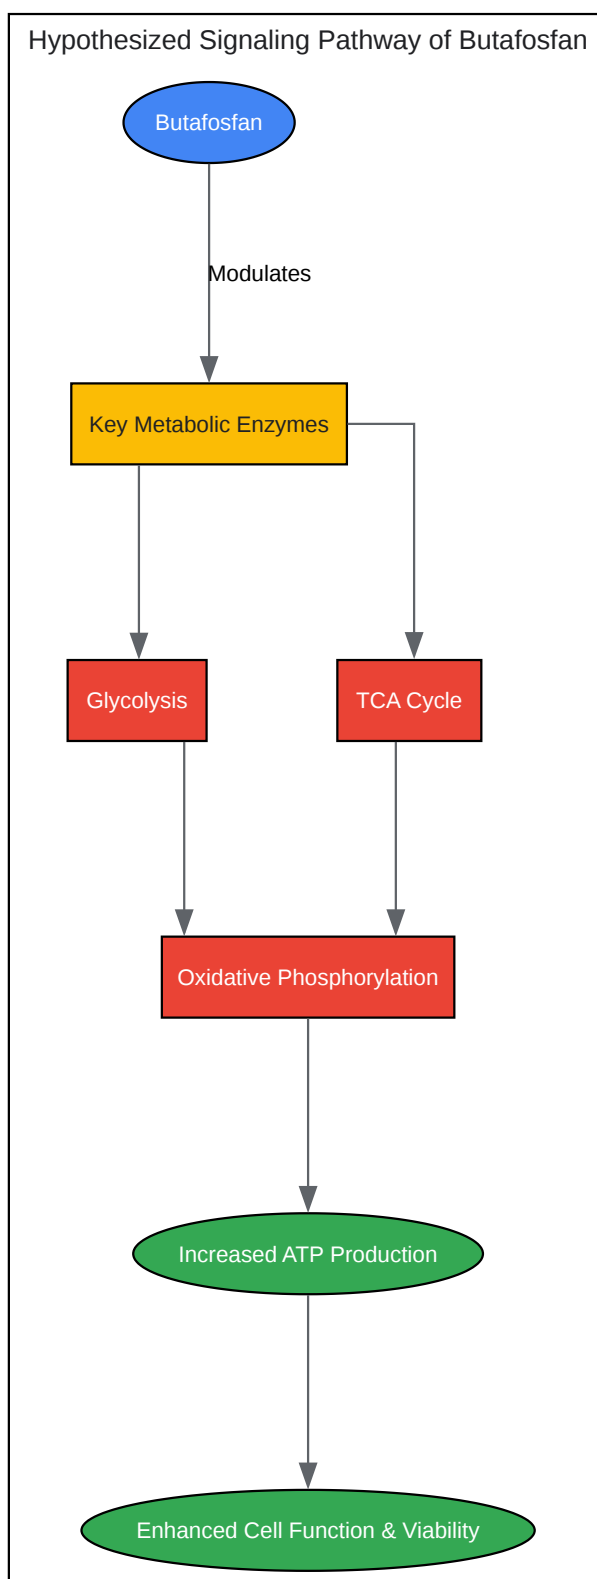 Hypothesized Signaling Pathway of Butafosfan
Butafosfan
Modulates
Key Metabolic Enzymes
Glycolysis
TCA Cycle
Oxidative Phosphorylation
Increased ATP Production
Enhanced Cell Function & Viability